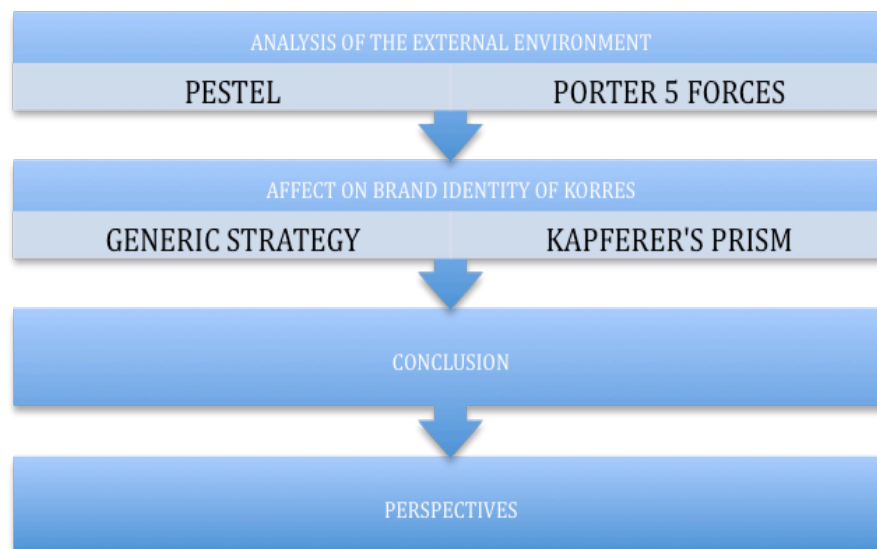 ANALYSIS OF THE EXTERNAL ENVIRONMENT
PESTEL
PORTER 5 FORCES
AFFECT ON BRAND IDENTITY OF KORRES
GENERIC STRATEGY
KAPFERER'S PRISM
CONCLUSION
PERSPECTIVES